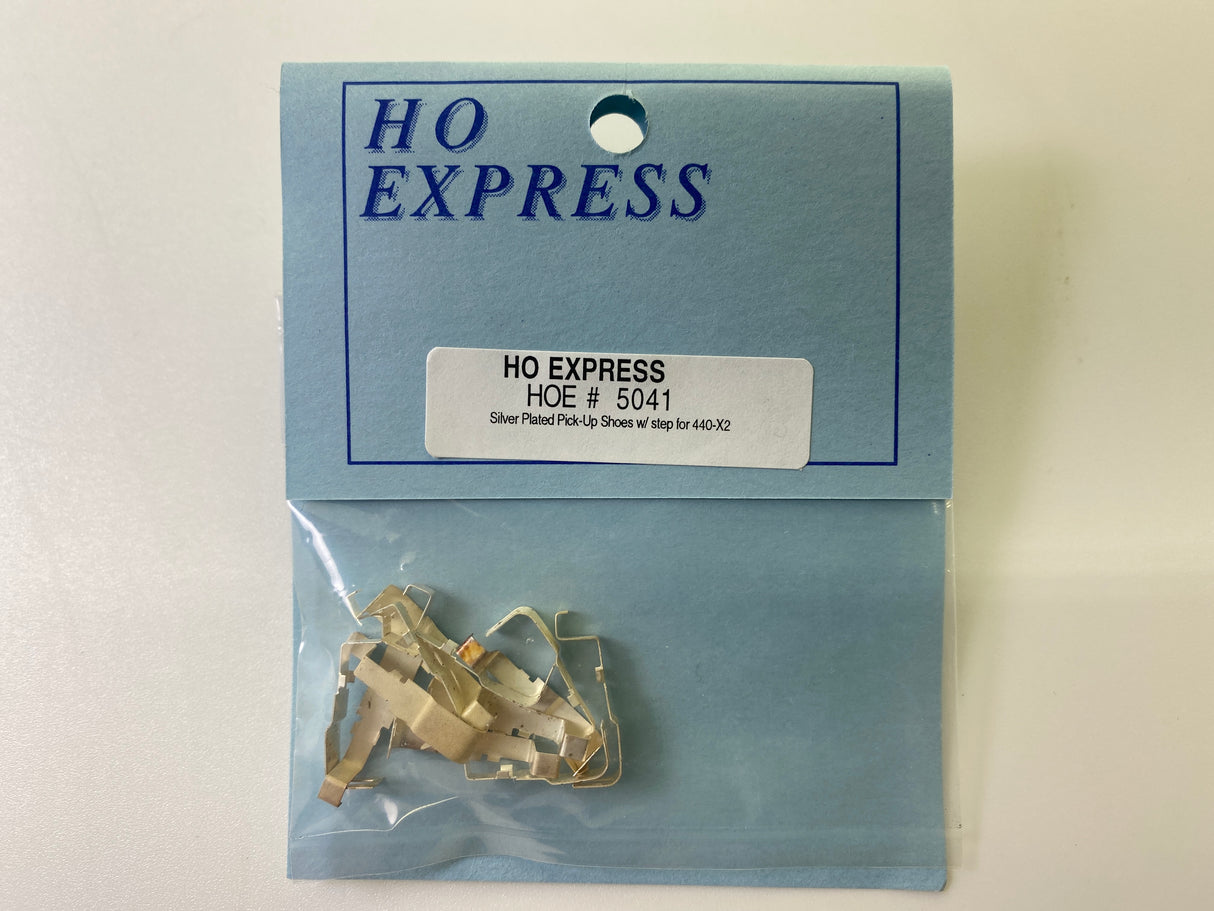 HO
EXPRESS
HO EXPRESS
HOE # 5041
Silver Plated Pick-Up Shoes w/ step for 440-X2